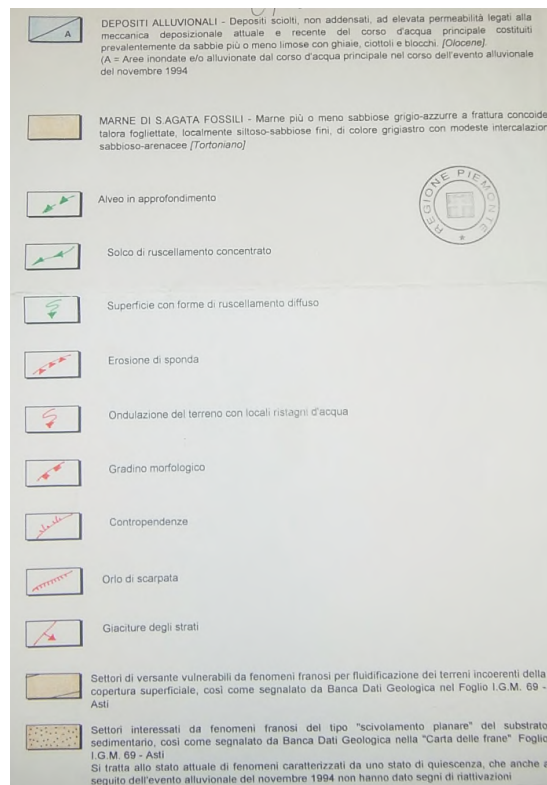 DEPOSITI ALLUVIONALI - Depositi sciolti, non addensati, ad elevata permeabilità legati alla
meccanica deposizionale attuale e recente del corso d'acqua principale costituiti
prevalentemente da sabbie più o meno limose con ghiaie, ciottoli e blocchi. [Olocene].
(A = Aree inondate e/o alluvionate dal corso d'acqua principale nel corso dell'evento alluvionale
del novembre 1994
A
MARNE DI S.AGATA FOSSILI - Marne più o meno sabbiose grigio-azzurre a frattura concoide
talora fogliettate, localmente siltoso-sabbiose fini, di colore grigiastro con modeste intercalazion
sabbioso-arenacee [Tortoniano]
REGIONE PIEMONTE
Alveo in approfondimento
Solco di ruscellamento concentrato
Superficie con forme di ruscellamento diffuso
Erosione di sponda
Ondulazione del terreno con locali ristagni d'acqua
Gradino morfologico
Contropendenze
Orlo di scarpata
Giaciture degli strati
Settori di versante vulnerabili da fenomeni franosi per fluidificazione dei terreni incoerenti della
copertura superficiale, così come segnalato da Banca Dati Geologica nel Foglio I.G.M. 69 -
Asti
Settori interessati da fenomeni franosi del tipo "scivolamento planare" del substrato
sedimentario, così come segnalato da Banca Dati Geologica nella "Carta delle frane" Foglio
I.G.M. 69 - Asti
Si tratta allo stato attuale di fenomeni caratterizzati da uno stato di quiescenza, che anche a
seguito dell'evento alluvionale del novembre 1994 non hanno dato segni di riattivazioni